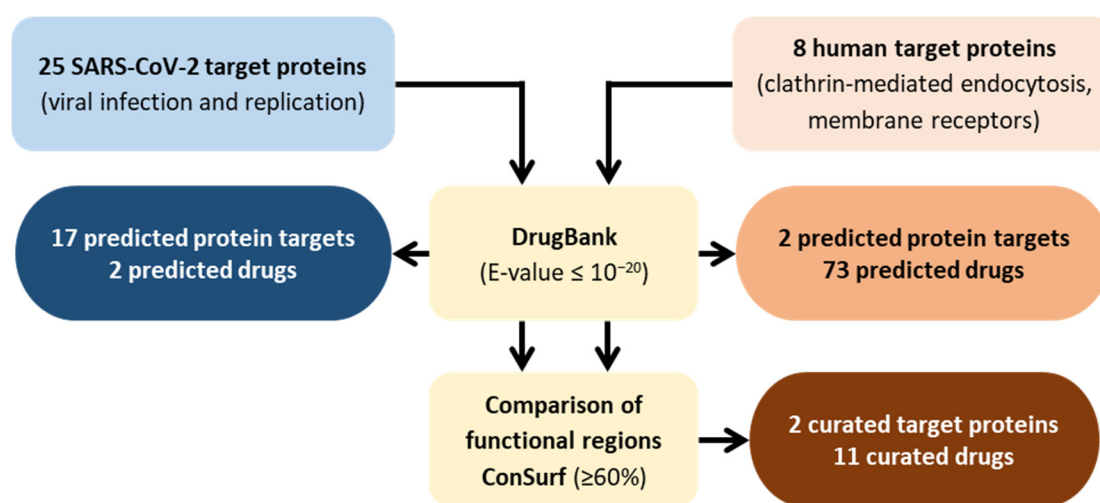 25 SARS-CoV-2 target proteins
(viral infection and replication)
8 human target proteins
(clathrin-mediated endocytosis,
membrane receptors)
17 predicted protein targets
2 predicted drugs
DrugBank
(E-value ≤ 10⁻²⁰)
2 predicted protein targets
73 predicted drugs
Comparison of
functional regions
ConSurf (≥60%)
2 curated target proteins
11 curated drugs